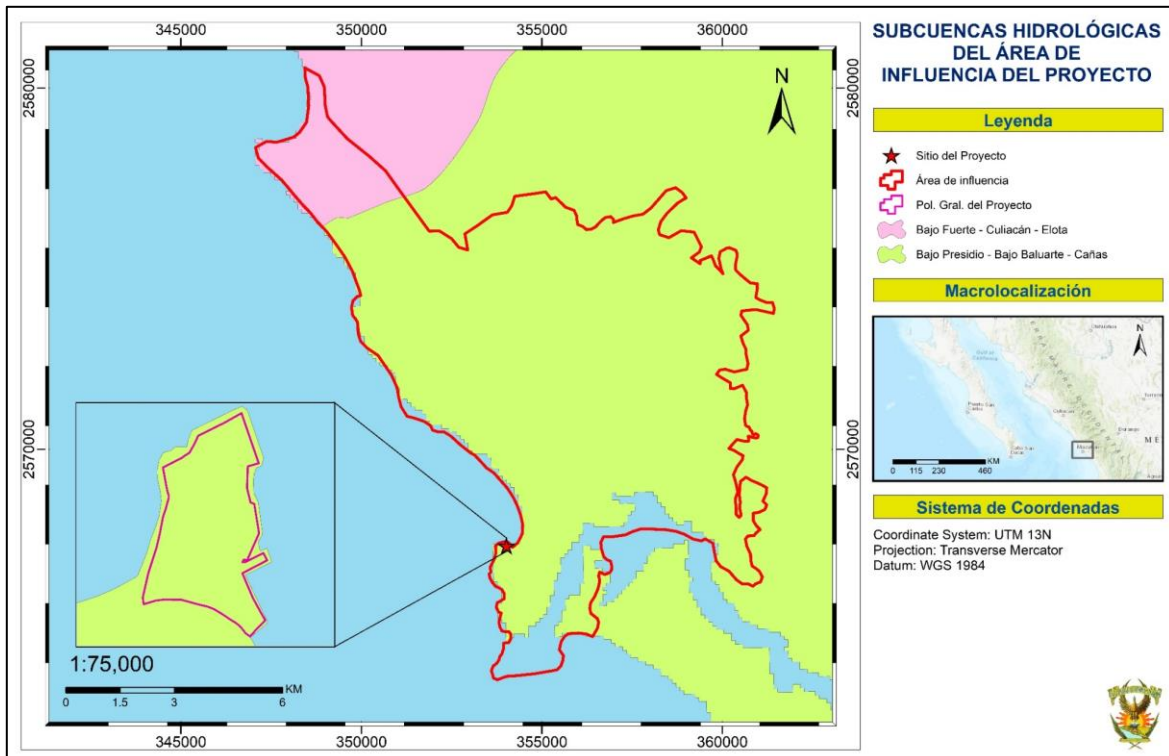 345000 350000 355000 360000
2580000
2570000
2580000
2570000
N
1:75,000
KM
0 1.5 3 6
345000 350000 355000 360000
SUBCUENCAS HIDROLÓGICAS
DEL ÁREA DE
INFLUENCIA DEL PROYECTO
Leyenda
Sitio del Proyecto
Área de influencia
Pol. Gral. del Proyecto
Bajo Fuerte - Culiacán - Elota
Bajo Presidio - Bajo Baluarte - Cañas
Macrolocalización
N
Culiacán
Durango
KM
0 115 230 460
Sistema de Coordenadas
Coordinate System: UTM 13N
Projection: Transverse Mercator
Datum: WGS 1984